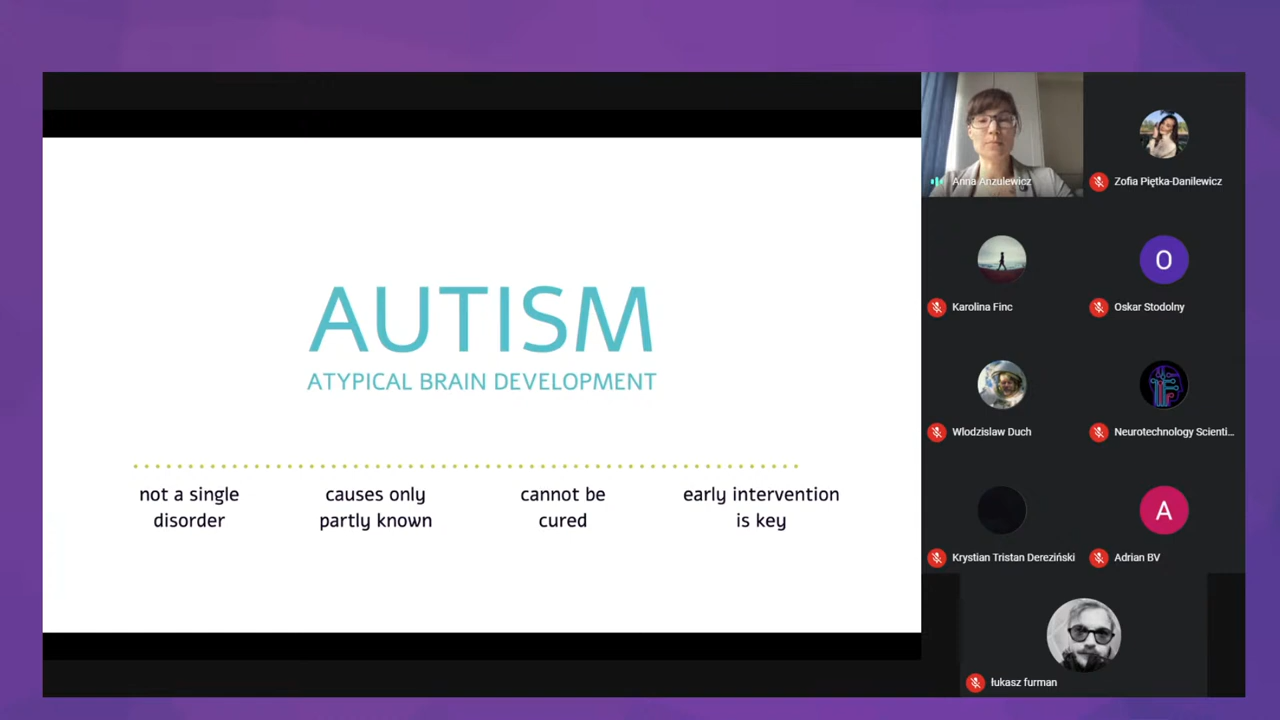 AUTISM
ATYPICAL BRAIN DEVELOPMENT
not a single
disorder
causes only
partly known
cannot be
cured
early intervention
is key
Anna Anzulewicz
Zofia Piętka-Danilewicz
Karolina Finc
O
Oskar Stodolny
Wlodzislaw Duch
Neurotechnology Scienti...
Krystian Tristan Dereziński
A
Adrian BV
łukasz furman